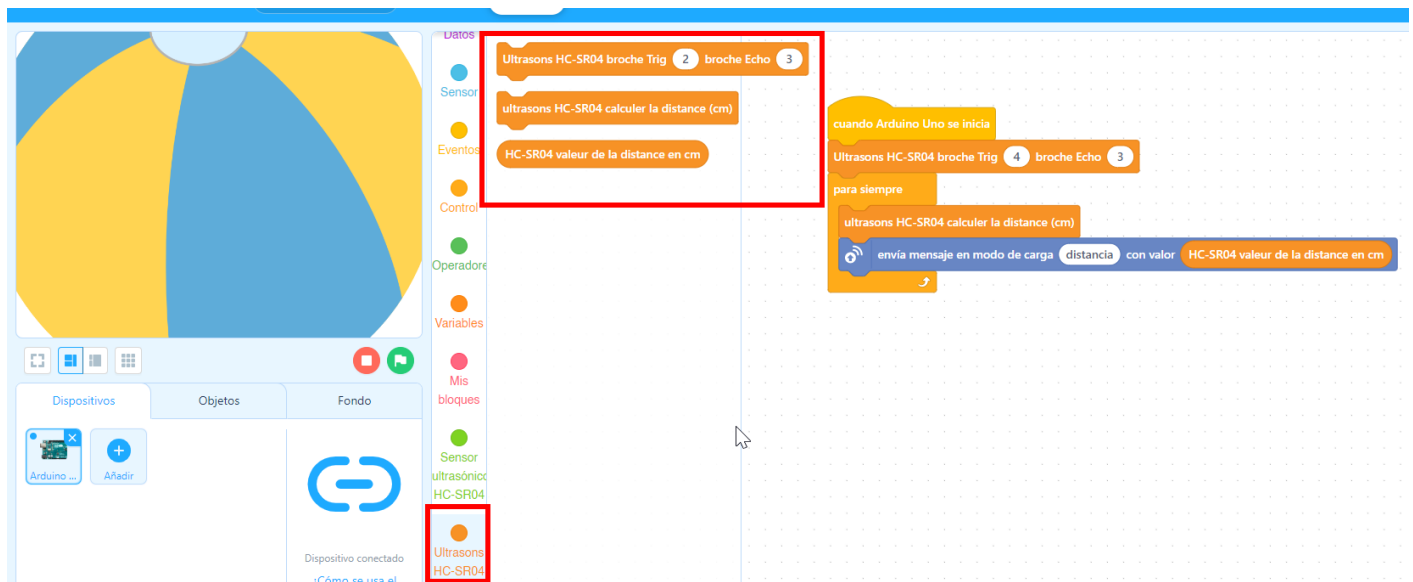 Datos
Sensor
Eventos
Control
Operadore
Variables
Mis
bloques
Sensor
ultrasónico
HC-SR04
Ultrasons
HC-SR04
Ultrasons HC-SR04 broche Trig 2 broche Echo 3
ultrasons HC-SR04 calculer la distance (cm)
HC-SR04 valeur de la distance en cm
cuando Arduino Uno se inicia
Ultrasons HC-SR04 broche Trig 4 broche Echo 3
para siempre
ultrasons HC-SR04 calculer la distance (cm)
envía mensaje en modo de carga distancia con valor HC-SR04 valeur de la distance en cm
Dispositivos Objetos Fondo
Arduino ...
Añadir
Dispositivo conectado
¿Cómo se usa el